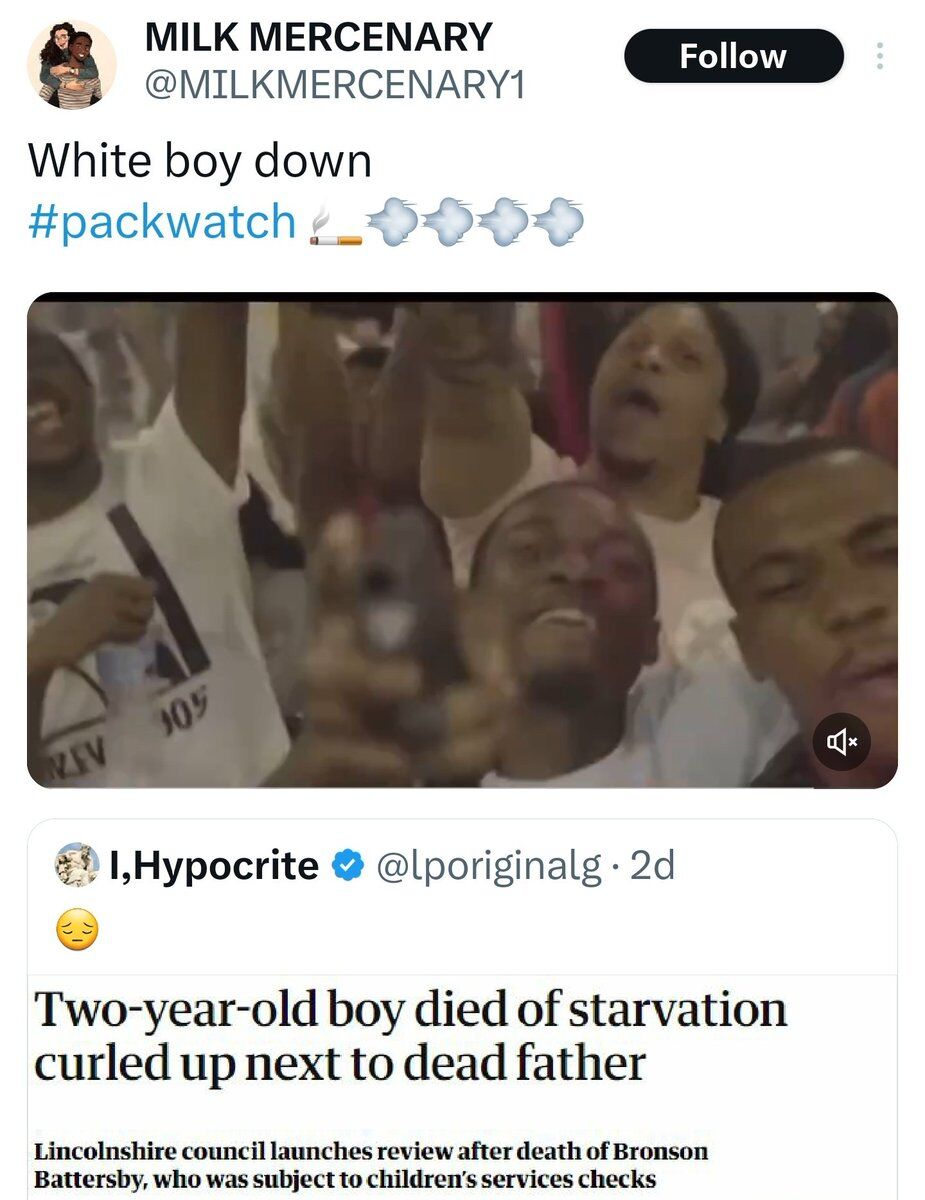 MILK MERCENARY
@MILKMERCENARY1
Follow
White boy down
#packwatch 🚬💨💨💨💨
I,Hypocrite @lporiginalg · 2d
😔
Two-year-old boy died of starvation
curled up next to dead father
Lincolnshire council launches review after death of Bronson
Battersby, who was subject to children's services checks